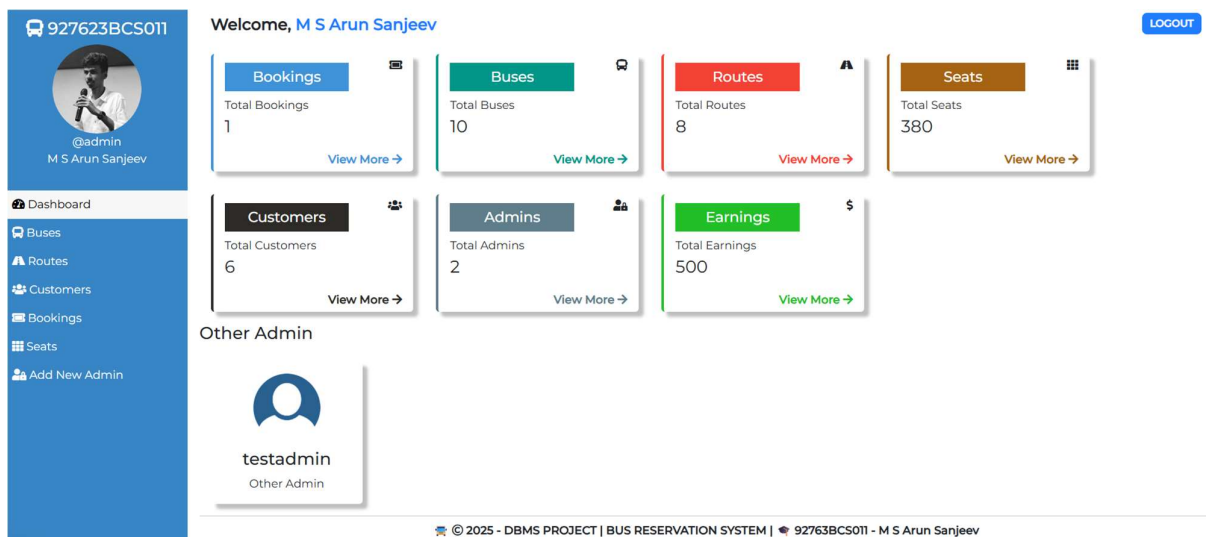 927623BCS011
@admin
M S Arun Sanjeev
Dashboard
Buses
Routes
Customers
Bookings
Seats
Add New Admin
Welcome, M S Arun Sanjeev
LOGOUT
Bookings
Total Bookings
1
View More →
Buses
Total Buses
10
View More →
Routes
Total Routes
8
View More →
Seats
Total Seats
380
View More →
Customers
Total Customers
6
View More →
Admins
Total Admins
2
View More →
Earnings
$
Total Earnings
500
View More →
Other Admin
testadmin
Other Admin
© 2025 - DBMS PROJECT | BUS RESERVATION SYSTEM | 92763BCS011 - M S Arun Sanjeev